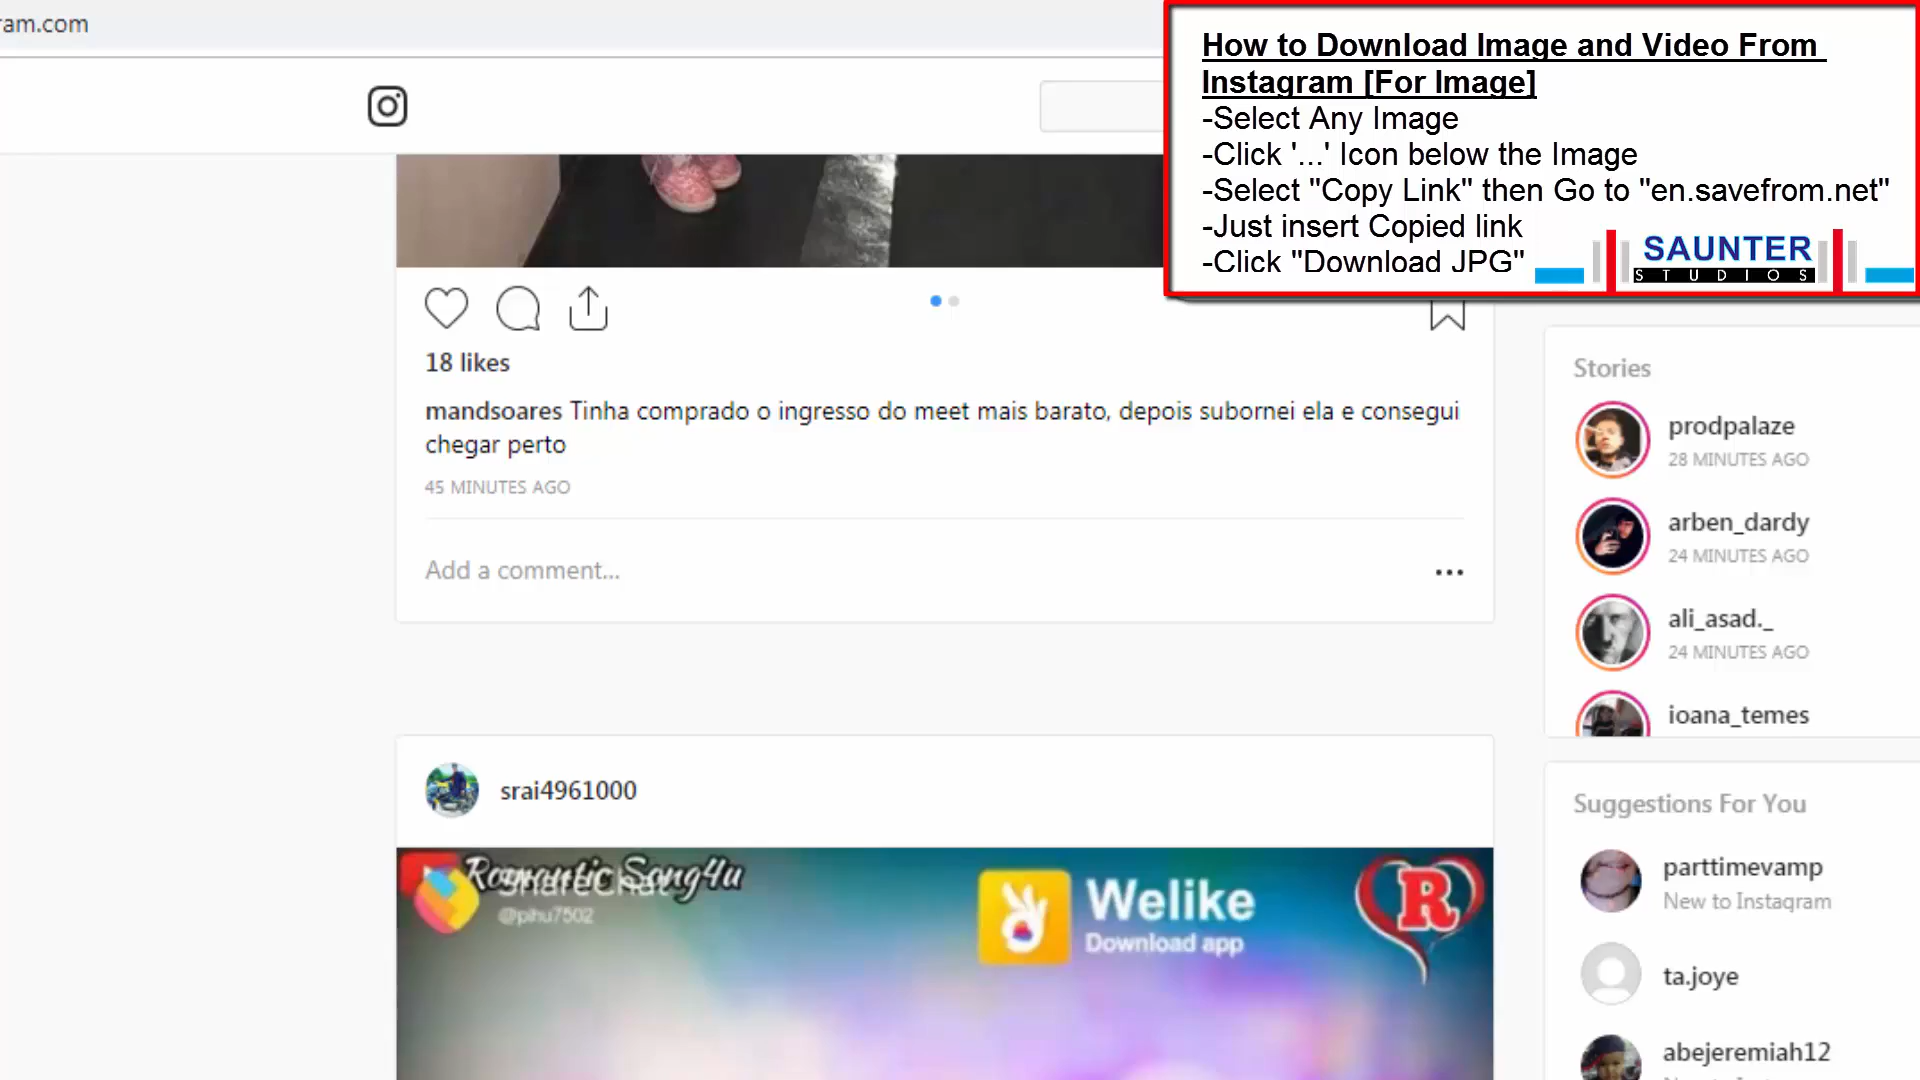 ram.com
How to Download Image and Video From
Instagram [For Image]
-Select Any Image
-Click '...' Icon below the Image
-Select "Copy Link" then Go to "en.savefrom.net"
-Just insert Copied link
-Click "Download JPG"
SAUNTER
STUDIOS
18 likes
mandsoares Tinha comprado o ingresso do meet mais barato, depois subornei ela e consegui
chegar perto
45 MINUTES AGO
Add a comment...
Stories
prodpalaze
28 MINUTES AGO
arben_dardy
24 MINUTES AGO
ali_asad._
24 MINUTES AGO
ioana_temes
srai4961000
Romantic Song4u
ShareChat
@pihu7502
Welike
Download app
R
Suggestions For You
parttimevamp
New to Instagram
ta.joye
abejeremiah12